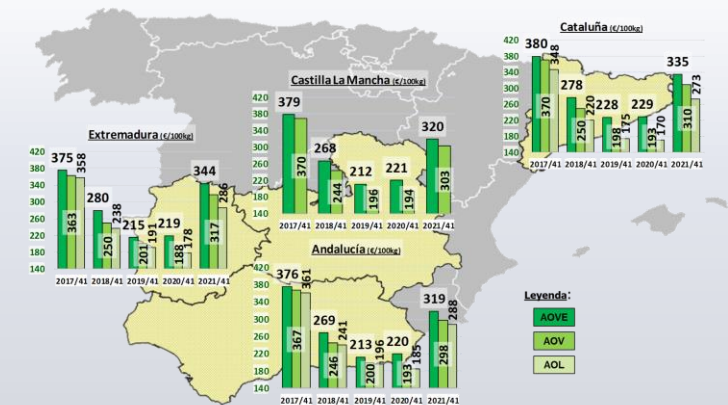 Cataluña (€/100kg)
420
380
340
300
260
220
180
140
380 370 348
278 250 220
228 198 175
229 193 170
335 310 273
2017/41 2018/41 2019/41 2020/41 2021/41
Castilla La Mancha (€/100kg)
420
380
340
300
260
220
180
140
379 370
268 244
212 196
221 194
320 303
2017/41 2018/41 2019/41 2020/41 2021/41
Extremadura (€/100kg)
420
380
340
300
260
220
180
140
375 363 358
280 250 238
215 201 191
219 188 178
344 317 286
2017/41 2018/41 2019/41 2020/41 2021/41
Andalucía (€/100kg)
420
380
340
300
260
220
180
140
376 367 361
269 246 241
213 200 196
220 193 185
319 298 288
2017/41 2018/41 2019/41 2020/41 2021/41
Leyenda:
AOVE
AOV
AOL